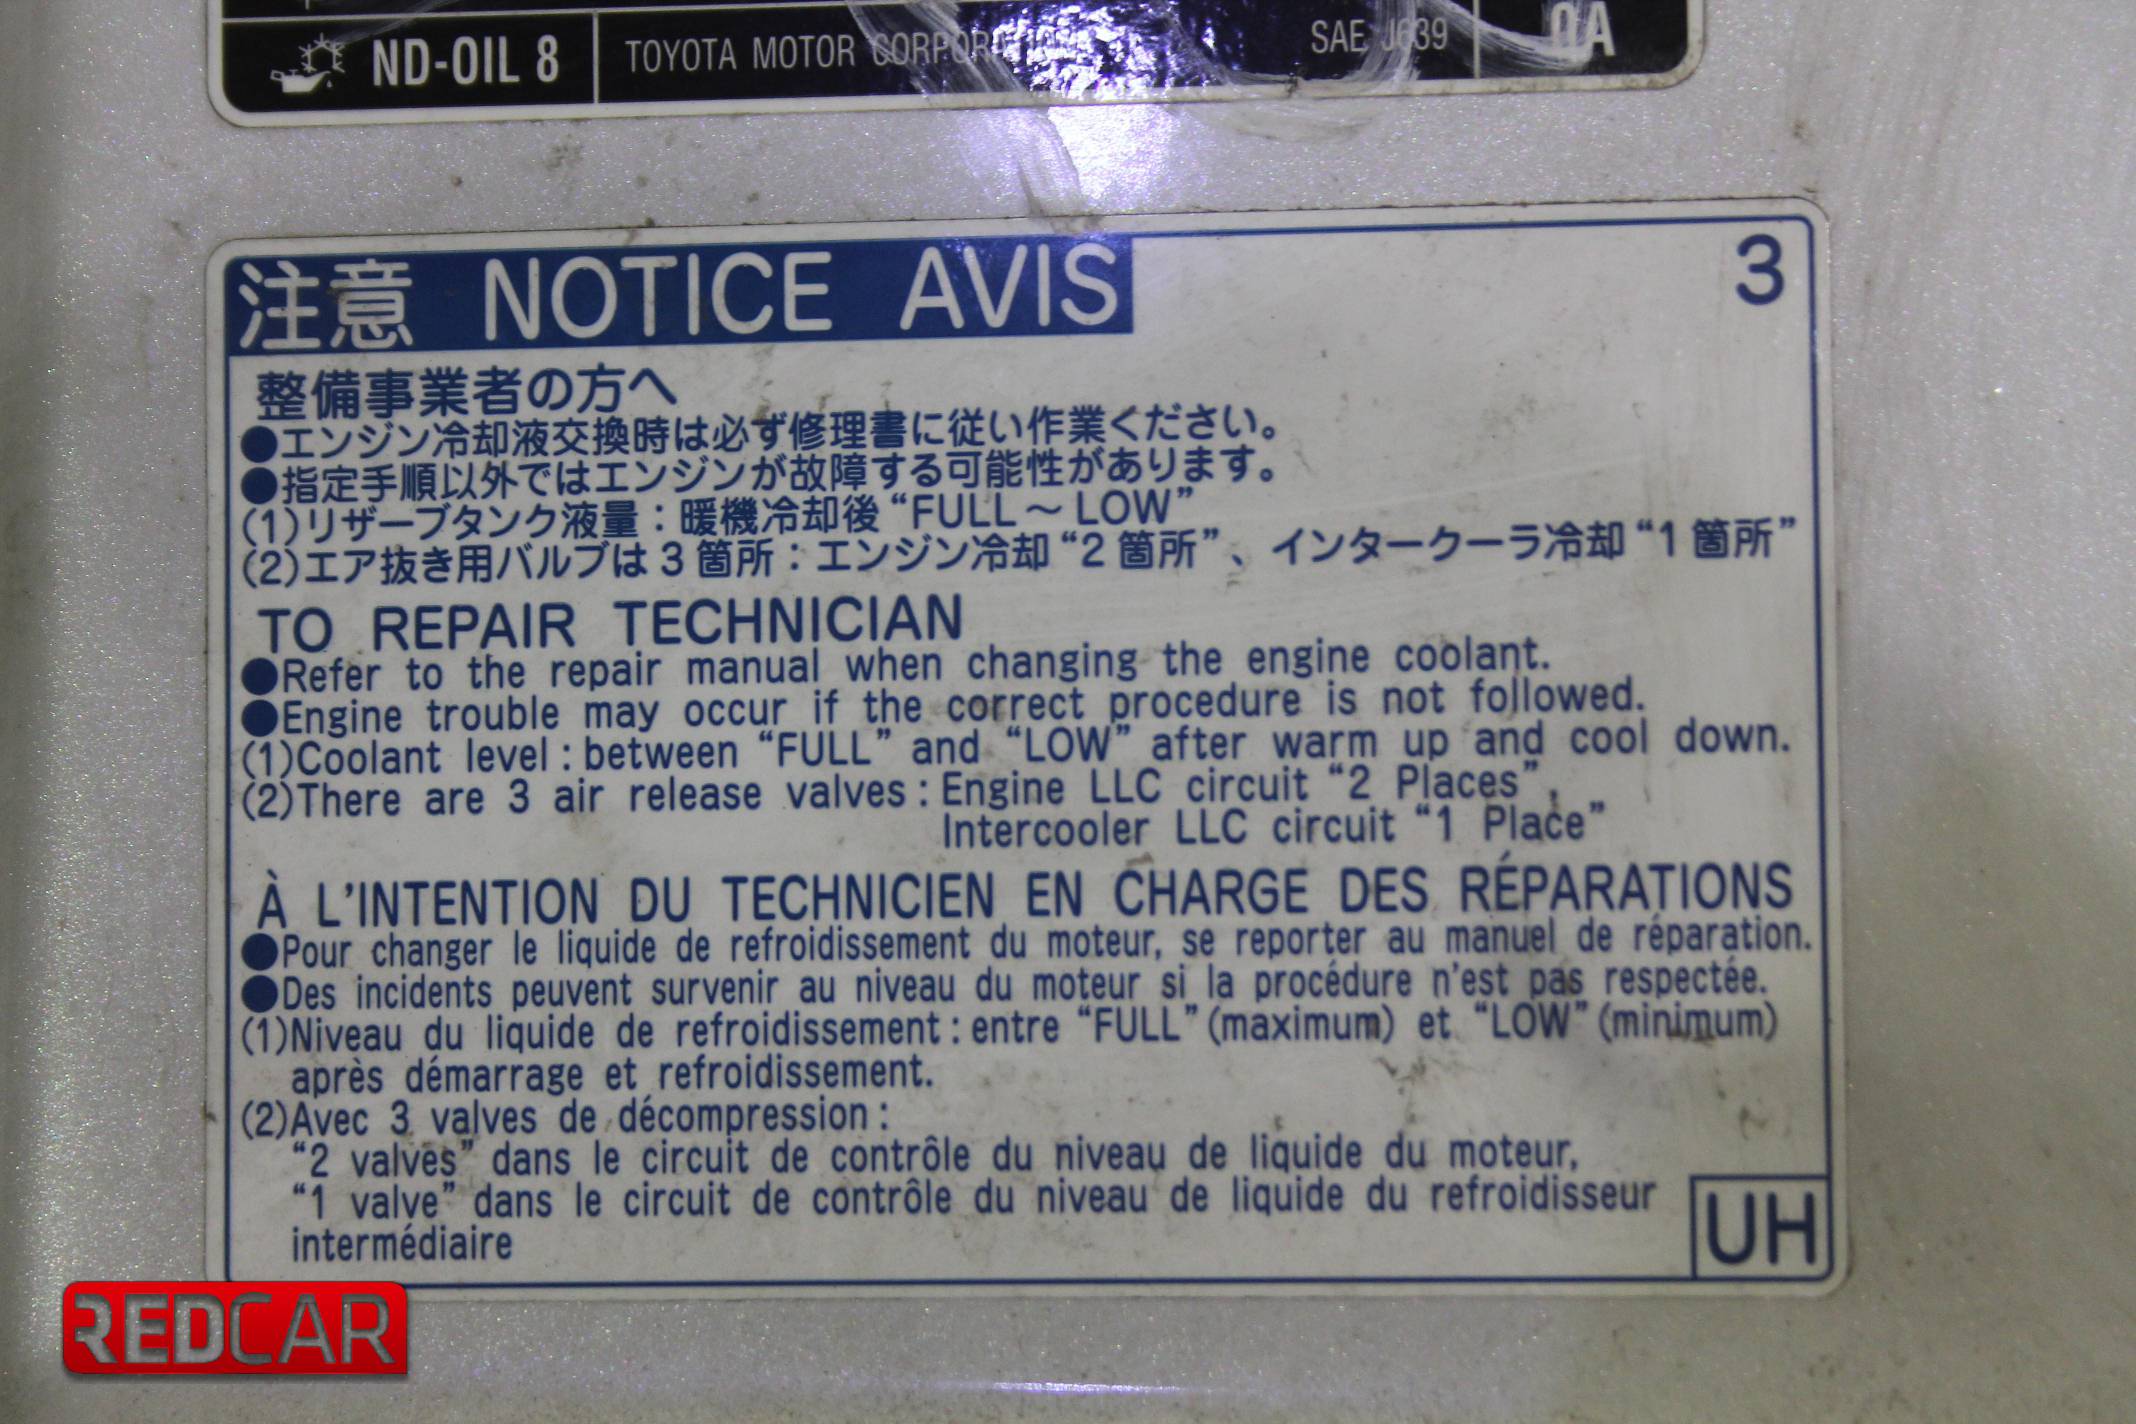 ND-OIL 8 TOYOTA MOTOR CORPORATION SAE J639
注意 NOTICE AVIS 3
整備事業者の方へ
●エンジン冷却液交換時は必ず修理書に従い作業ください。
●指定手順以外ではエンジンが故障する可能性があります。
(1)リザーブタンク液量：暖機冷却後“FULL～LOW”
(2)エア抜き用バルブは3箇所：エンジン冷却“2箇所”、インタークーラ冷却“1箇所”
TO REPAIR TECHNICIAN
●Refer to the repair manual when changing the engine coolant.
●Engine trouble may occur if the correct procedure is not followed.
(1)Coolant level : between “FULL” and “LOW” after warm up and cool down.
(2)There are 3 air release valves : Engine LLC circuit “2 Places”,
Intercooler LLC circuit “1 Place”
À L'INTENTION DU TECHNICIEN EN CHARGE DES RÉPARATIONS
●Pour changer le liquide de refroidissement du moteur, se reporter au manuel de réparation.
●Des incidents peuvent survenir au niveau du moteur si la procédure n'est pas respectée.
(1)Niveau du liquide de refroidissement : entre “FULL” (maximum) et “LOW” (minimum)
après démarrage et refroidissement.
(2)Avec 3 valves de décompression :
“2 valves” dans le circuit de contrôle du niveau de liquide du moteur,
“1 valve” dans le circuit de contrôle du niveau de liquide du refroidisseur
intermédiaire
UH
REDCAR